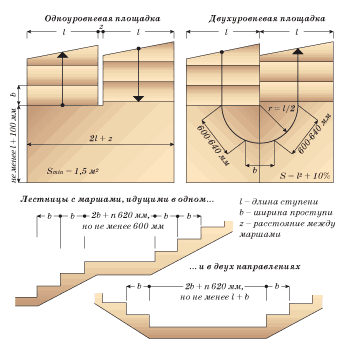 Одноуровневая площадка
Двухуровневая площадка
l
z
l
l
l
b
не менее l + 100 мм
2l + z
Smin = 1,5 м²
r = l/2
600-640 мм
600-640 мм
b
S = l² + 10%
Лестницы с маршами, идущими в одном...
b
b
2b + n 620 мм,
но не менее 600 мм
b
b
l – длина ступени
b – ширина проступи
z – расстояние между
маршами
...и в двух направлениях
b
2b + n 620 мм,
но не менее l + b
b